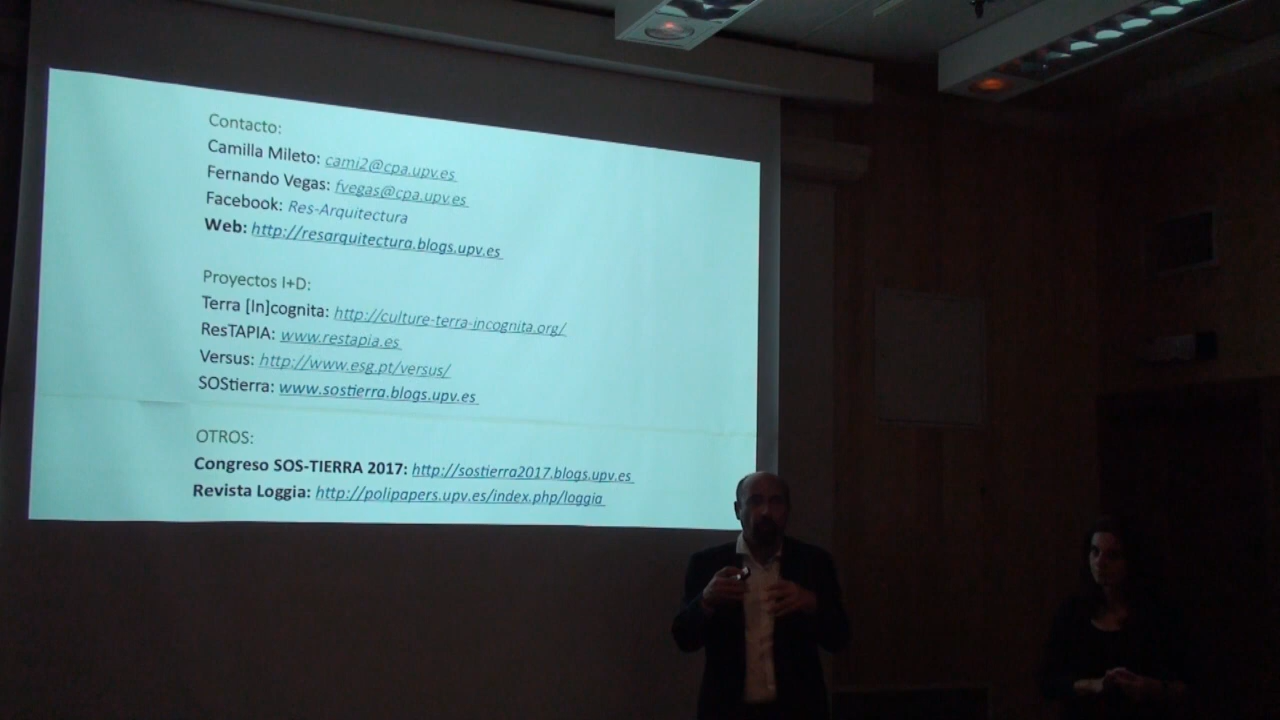 Contacto:
Camilla Mileto: cami2@cpa.upv.es
Fernando Vegas: fvegas@cpa.upv.es
Facebook: Res-Arquitectura
Web: http://resarquitectura.blogs.upv.es
Proyectos I+D:
Terra [In]cognita: http://culture-terra-incognita.org/
ResTAPIA: www.restapia.es
Versus: http://www.esg.pt/versus/
SOStierra: www.sostierra.blogs.upv.es
OTROS:
Congreso SOS-TIERRA 2017: http://sostierra2017.blogs.upv.es
Revista Loggia: http://polipapers.upv.es/index.php/loggia